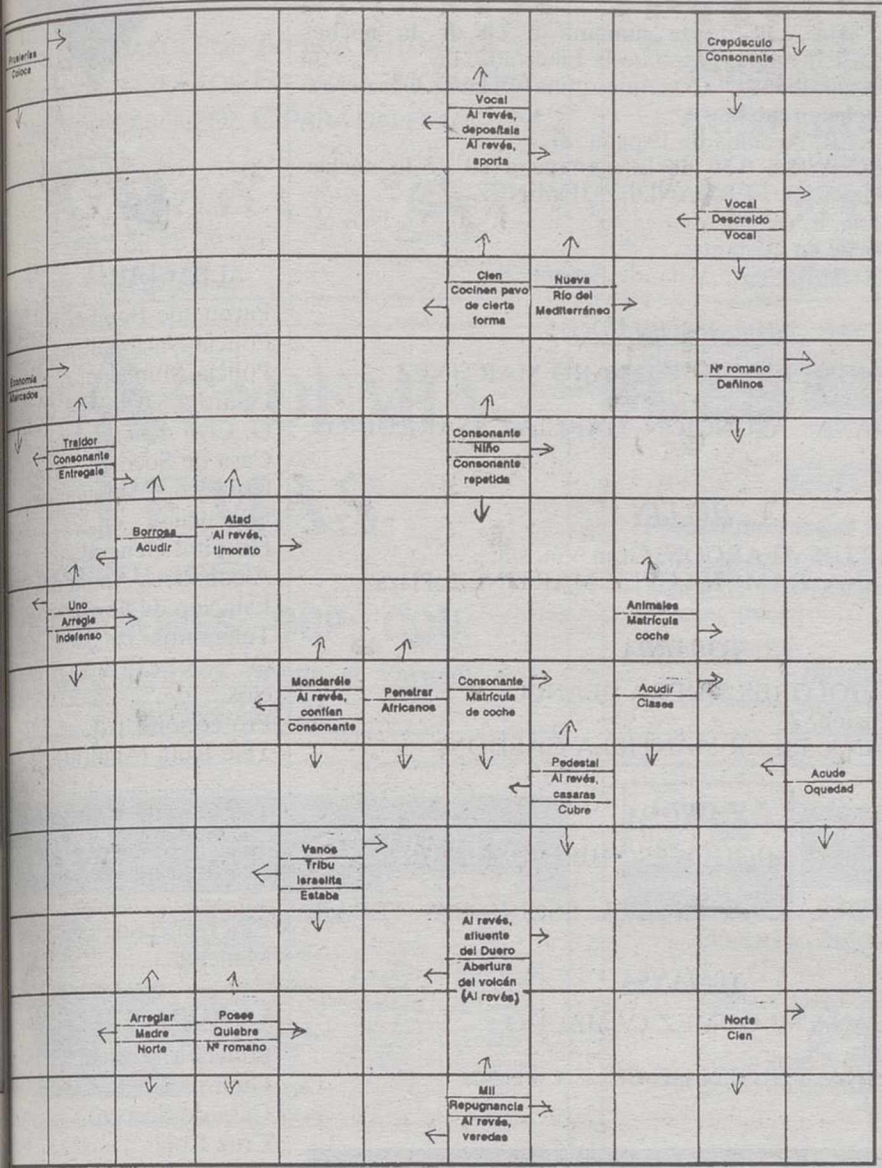 Coloca
Crepúsculo
Consonante
Vocal
Al revés,
deposítala
Al revés,
aporta
Vocal
Descreído
Vocal
Cien
Cocinen pavo
de cierta
forma
Nueva
Río del
Mediterráneo
Economía
Mercados
Nº romano
Dañinos
Traidor
Consonante
Entregale
Consonante
Niño
Consonante
repetida
Borrosa
Acudir
Atad
Al revés,
timorato
Uno
Arregle
Indefenso
Animales
Matrícula
coche
Mondaréle
Al revés,
confían
Consonante
Penetrar
Africanos
Consonante
Matrícula
de coche
Acudir
Clases
Pedestal
Al revés,
casaras
Cubre
Acude
Oquedad
Vanos
Tribu
Israelita
Estaba
Al revés,
afluente
del Duero
Abertura
del volcán
(Al revés)
Arreglar
Madre
Norte
Posee
Quiebre
Nº romano
Norte
Cien
Mil
Repugnancia
Al revés,
veredas